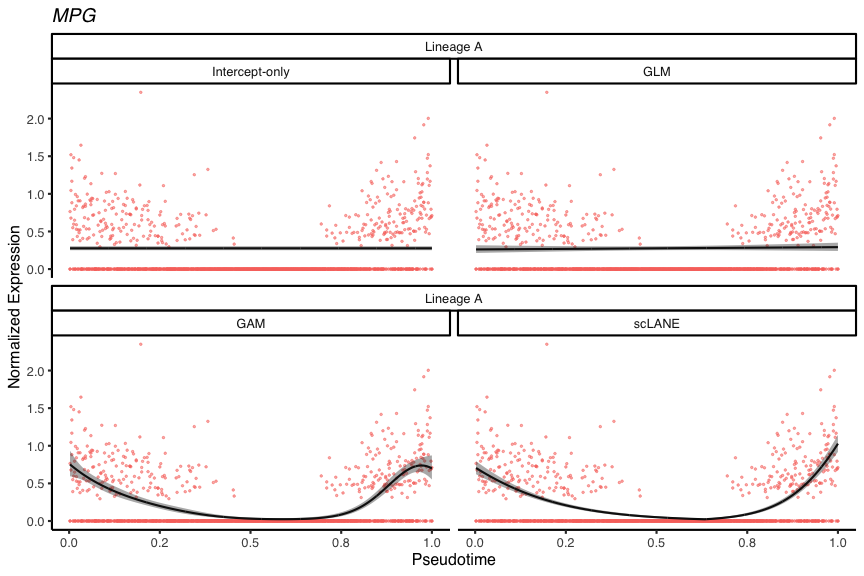 MPG
Lineage A
Intercept-only GLM
2.0
1.5
1.0
0.5
0.0
Normalized Expression
Lineage A
GAM scLANE
2.0
1.5
1.0
0.5
0.0
0.0 0.2 0.5 0.8 1.0 0.0 0.2 0.5 0.8 1.0
Pseudotime